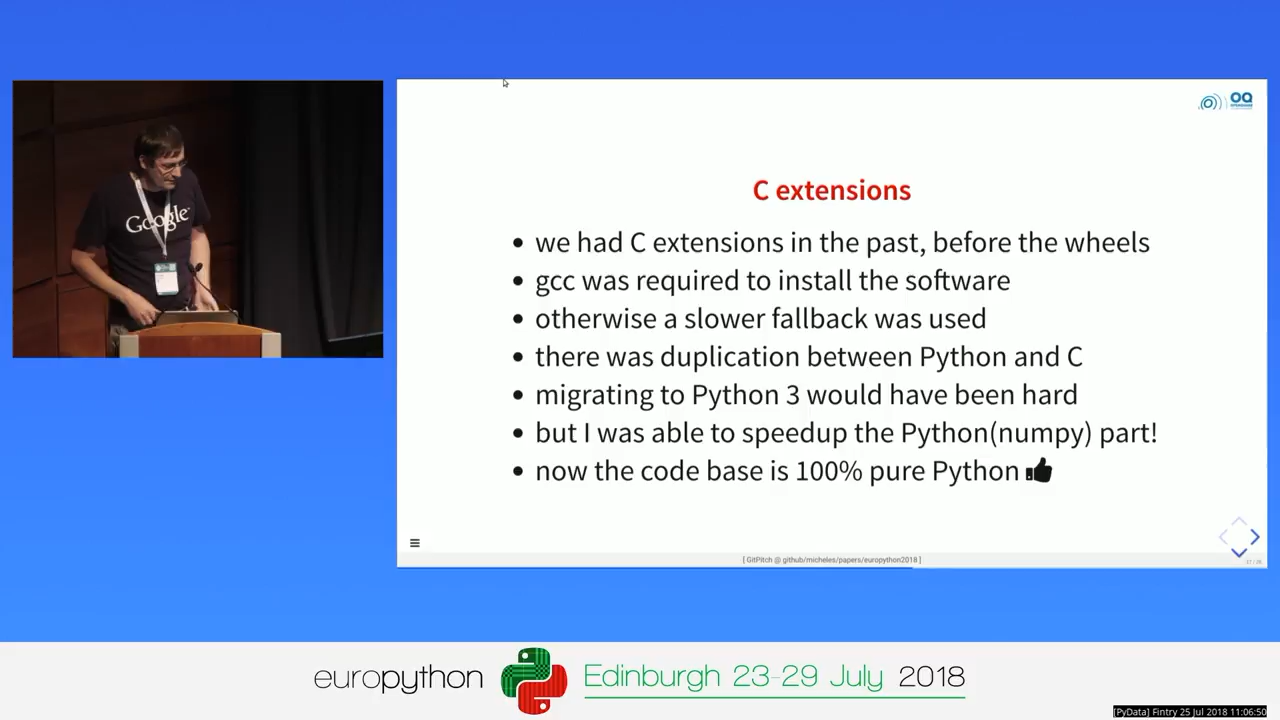 Google
OQ
C extensions
• we had C extensions in the past, before the wheels
• gcc was required to install the software
• otherwise a slower fallback was used
• there was duplication between Python and C
• migrating to Python 3 would have been hard
• but I was able to speedup the Python(numpy) part!
• now the code base is 100% pure Python
[ GitPitch @ github/micheles/papers/europython2018 ]
europython Edinburgh 23-29 July 2018
[PyData] Fintry 25 Jul 2018 11:06:50